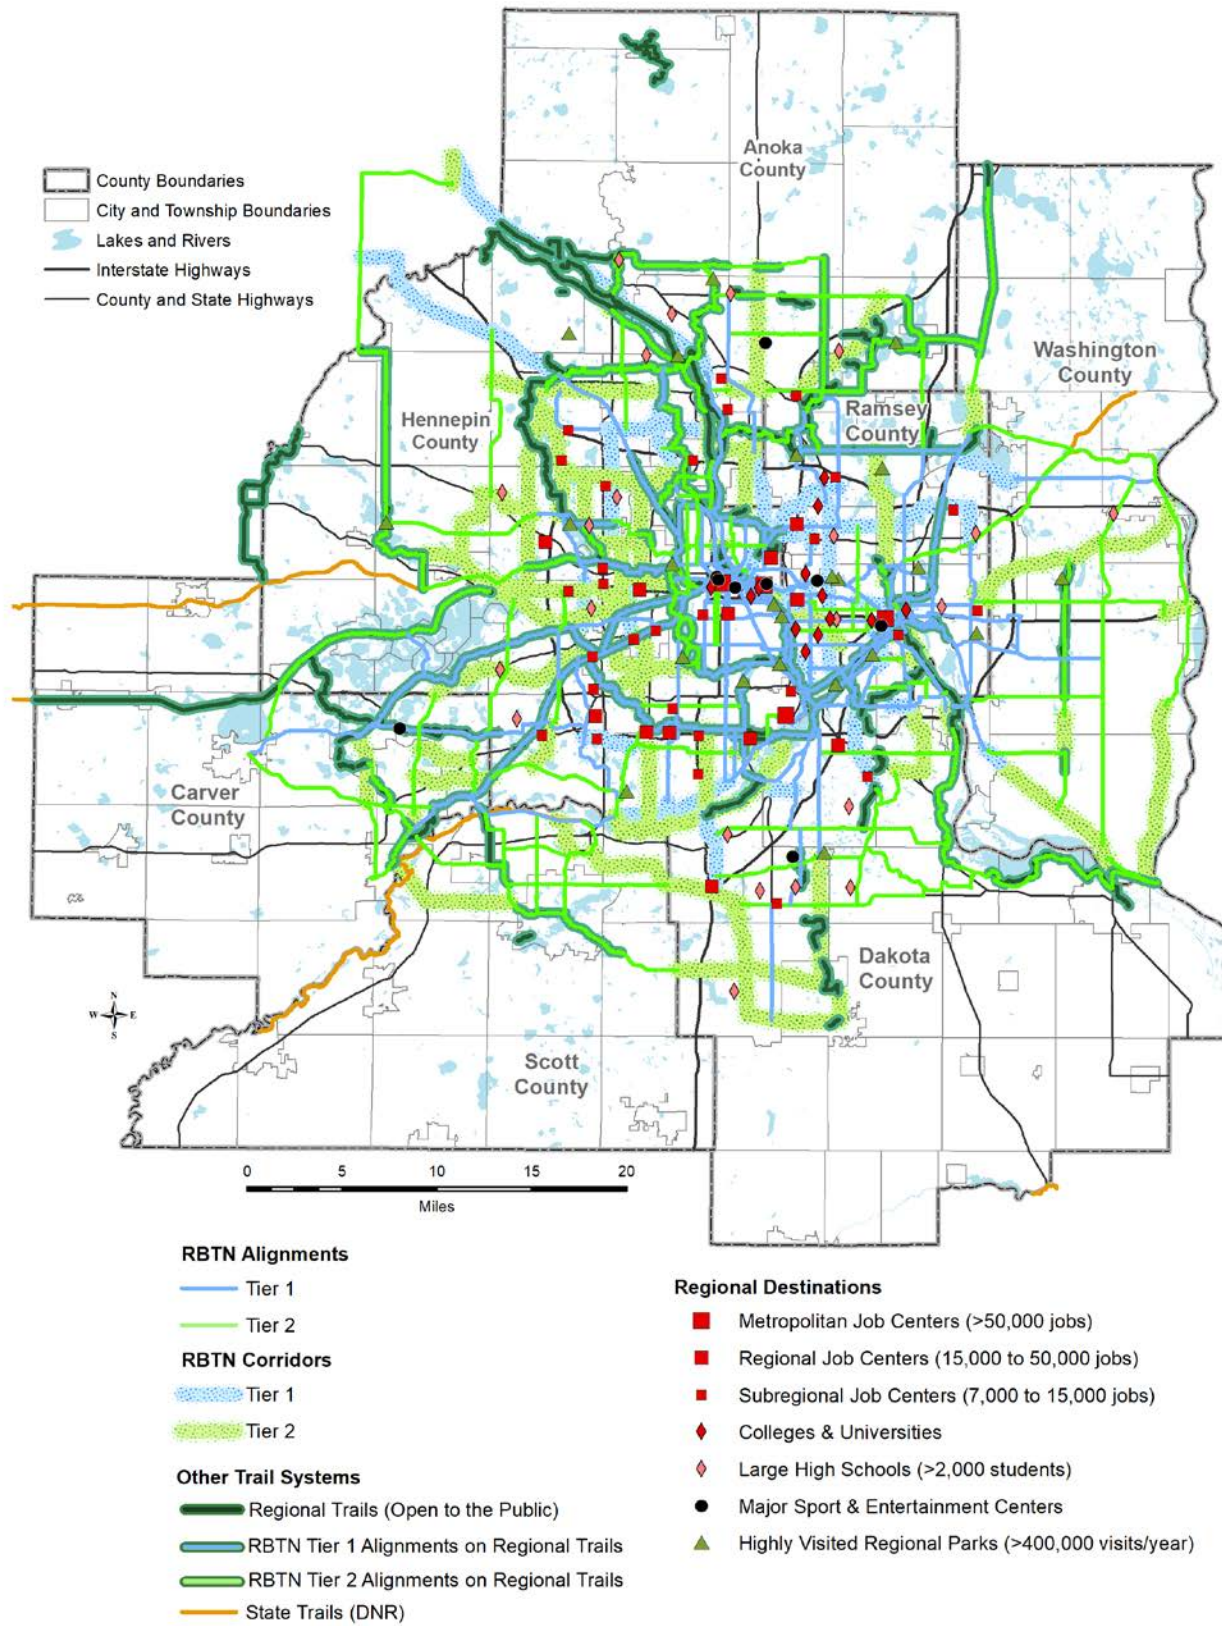 Anoka
County
County Boundaries
City and Township Boundaries
Lakes and Rivers
Interstate Highways
County and State Highways
Washington
County
Hennepin
County
Ramsey
County
Carver
County
Dakota
County
N
W E
S
Scott
County
0 5 10 15 20
Miles
RBTN Alignments
Tier 1
Tier 2
RBTN Corridors
Tier 1
Tier 2
Other Trail Systems
Regional Trails (Open to the Public)
RBTN Tier 1 Alignments on Regional Trails
RBTN Tier 2 Alignments on Regional Trails
State Trails (DNR)
Regional Destinations
Metropolitan Job Centers (>50,000 jobs)
Regional Job Centers (15,000 to 50,000 jobs)
Subregional Job Centers (7,000 to 15,000 jobs)
Colleges & Universities
Large High Schools (>2,000 students)
Major Sport & Entertainment Centers
Highly Visited Regional Parks (>400,000 visits/year)